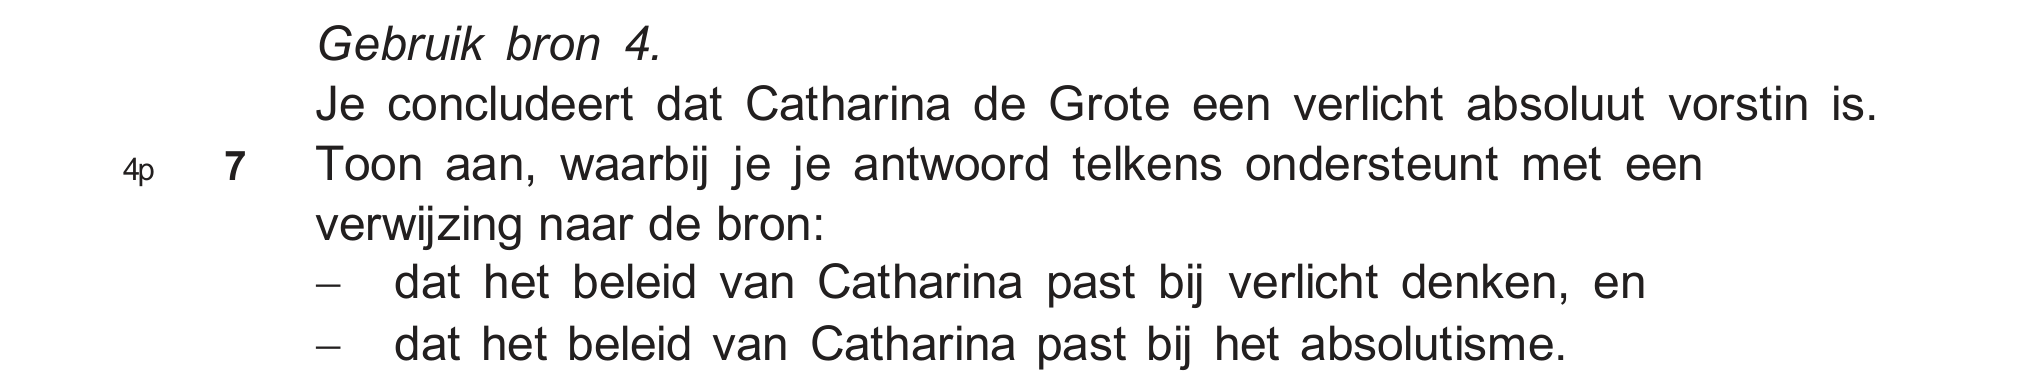 Gebruik bron 4.
Je concludeert dat Catharina de Grote een verlicht absoluut vorstin is.
4p 7 Toon aan, waarbij je je antwoord telkens ondersteunt met een
verwijzing naar de bron:
– dat het beleid van Catharina past bij verlicht denken, en
– dat het beleid van Catharina past bij het absolutisme.